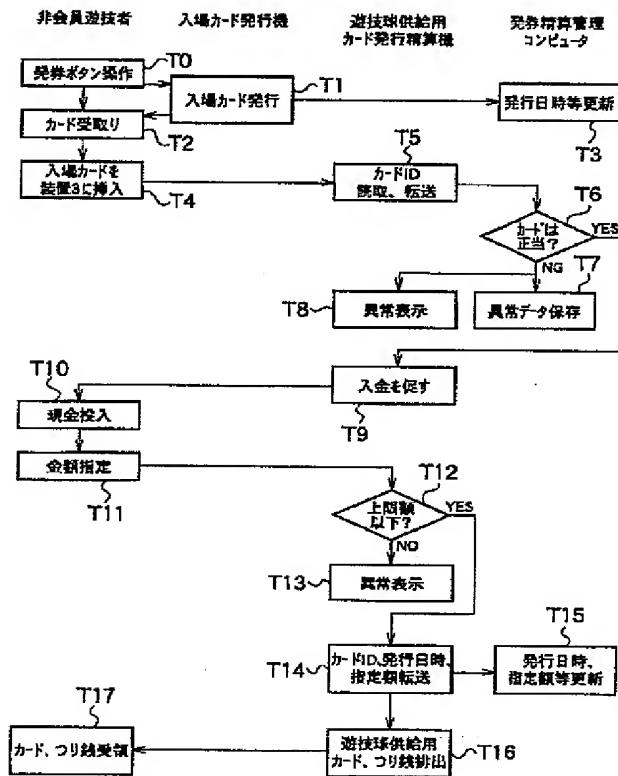 非会員遊技者
入場カード発行機
遊技球供給用
カード発行精算機
発券精算管理
コンピュータ
発券ボタン操作
T0
入場カード発行
T1
発行日時等更新
T3
カード受取り
T2
入場カードを
装置3に挿入
T4
T5
カードID
読取、転送
T6
カードは
正当?
YES
NG
T7
T8
異常表示
異常データ保存
T10
入金を促す
T9
現金投入
金額指定
T11
T12
上限額
以下?
YES
NO
T13
異常表示
T15
T14
カードID、発行日時、
指定額転送
発行日時、
指定額等更新
T17
カード、つり銭受領
遊技球供給用
カード、つり銭排出
T16